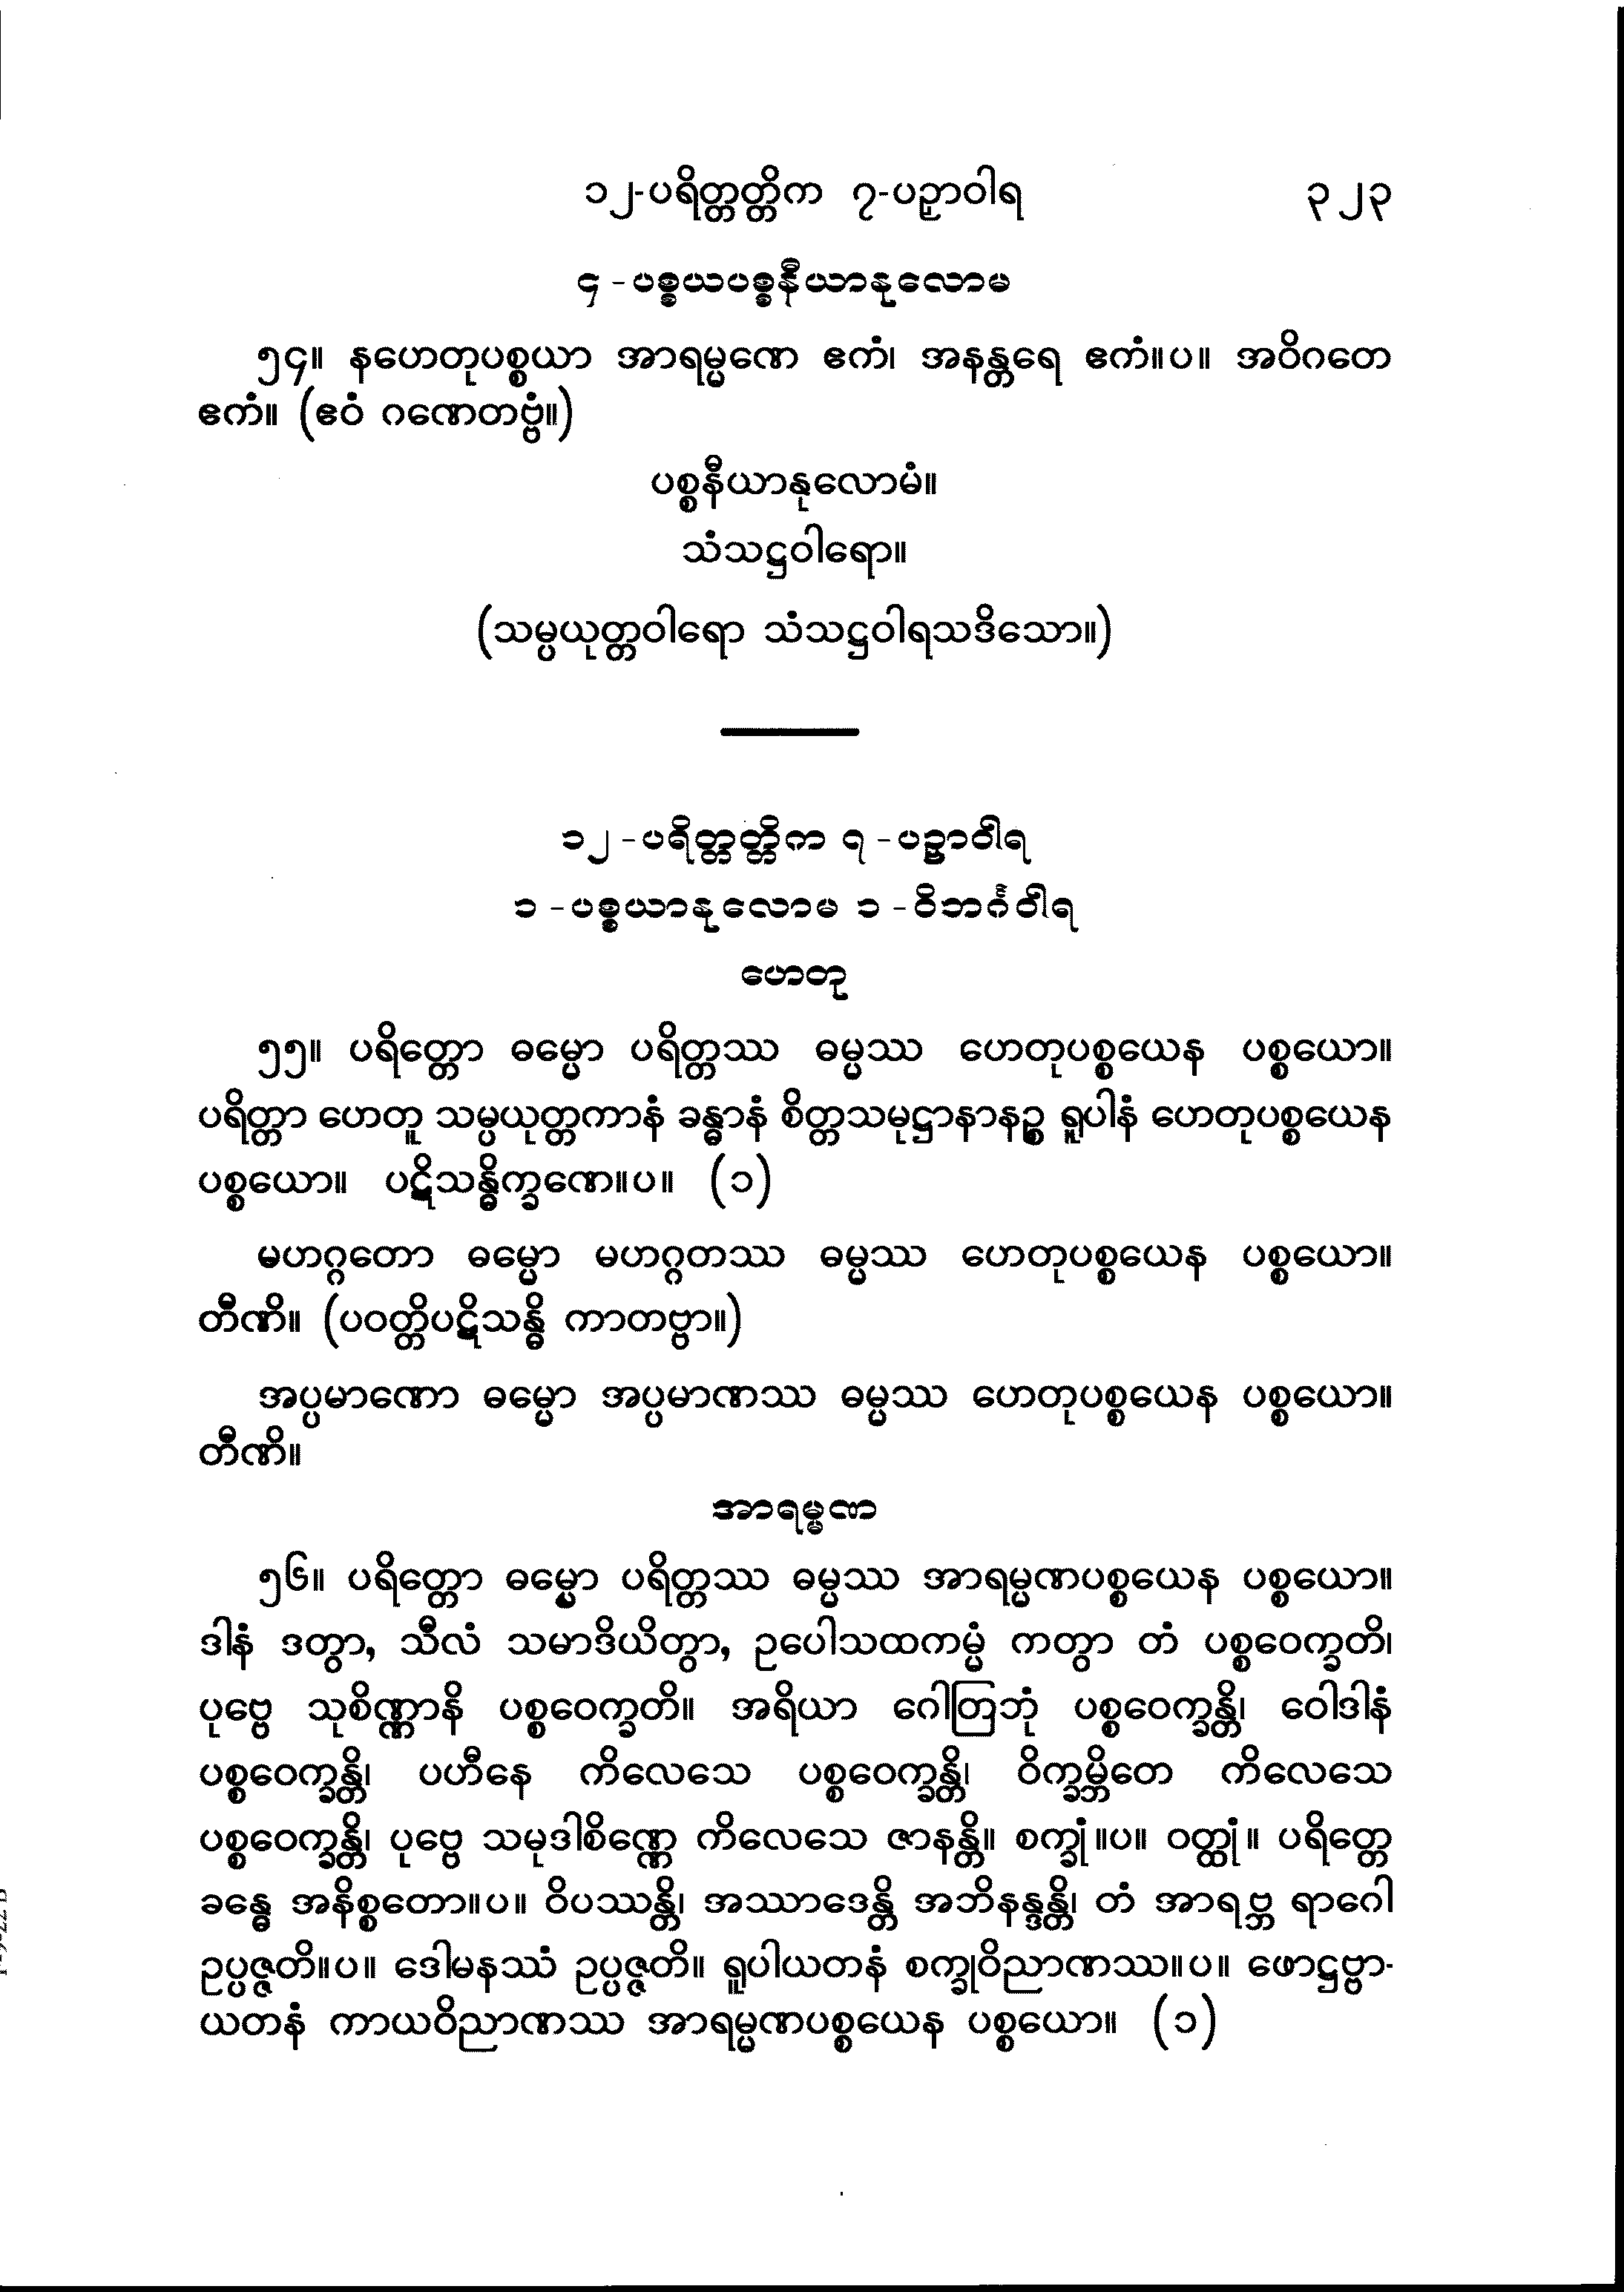 ၁၂-ပရိတ္တတ္တိက ၇-ပဉှာဝါရ ၃၂၃
၄-ပစ္စယပစ္စနီယာနုလောမ
၅၄။ နဟေတုပစ္စယာ အာရမ္မဏေ ဧကံ၊ အနန္တရေ ဧကံ။ပ။ အဝိဂတေ
ဧကံ။ (ဧဝံ ဂဏေတဗ္ဗံ။)
ပစ္စနီယာနုလောမံ။
သံသဋ္ဌဝါရော။
(သမ္ပယုတ္တဝါရော သံသဋ္ဌဝါရသဒိသော။)
၁၂-ပရိတ္တတ္တိက ၇-ပဉှာဝါရ
၁-ပစ္စယာနုလောမ ၁-ဝိဘင်္ဂဝါရ
ဟေတု
၅၅။ ပရိတ္တော ဓမ္မော ပရိတ္တဿ ဓမ္မဿ ဟေတုပစ္စယေန ပစ္စယော။
ပရိတ္တာ ဟေတူ သမ္ပယုတ္တကာနံ ခန္ဓာနံ စိတ္တသမုဋ္ဌာနာနဉ္စ ရူပါနံ ဟေတုပစ္စယေန
ပစ္စယော။ ပဋိသန္ဓိက္ခဏေ။ပ။ (၁)
မဟဂ္ဂတော ဓမ္မော မဟဂ္ဂတဿ ဓမ္မဿ ဟေတုပစ္စယေန ပစ္စယော။
တီဏိ။ (ပဝတ္တိပဋိသန္ဓိ ကာတဗ္ဗာ။)
အပ္ပမာဏော ဓမ္မော အပ္ပမာဏဿ ဓမ္မဿ ဟေတုပစ္စယေန ပစ္စယော။
တီဏိ။
အာရမ္မဏ
၅၆။ ပရိတ္တော ဓမ္မော ပရိတ္တဿ ဓမ္မဿ အာရမ္မဏပစ္စယေန ပစ္စယော။
ဒါနံ ဒတွာ, သီလံ သမာဒိယိတွာ, ဥပေါသထကမ္မံ ကတွာ တံ ပစ္စဝေက္ခတိ၊
ပုဗ္ဗေ သုစိဏ္ဏာနိ ပစ္စဝေက္ခတိ။ အရိယာ ဂေါတြဘုံ ပစ္စဝေက္ခန္တိ၊ ဝေါဒါနံ
ပစ္စဝေက္ခန္တိ၊ ပဟီနေ ကိလေသေ ပစ္စဝေက္ခန္တိ၊ ဝိက္ခမ္ဘိတေ ကိလေသေ
ပစ္စဝေက္ခန္တိ၊ ပုဗ္ဗေ သမုဒါစိဏ္ဏေ ကိလေသေ ဇာနန္တိ။ စက္ခုံ။ပ။ ဝတ္ထုံ။ ပရိတ္တေ
ခန္ဓေ အနိစ္စတော။ပ။ ဝိပဿန္တိ၊ အဿာဒေန္တိ အဘိနန္ဒန္တိ၊ တံ အာရဗ္ဘ ရာဂေါ
ဥပ္ပဇ္ဇတိ။ပ။ ဒေါမနဿံ ဥပ္ပဇ္ဇတိ။ ရူပါယတနံ စက္ခုဝိညာဏဿ။ပ။ ဖောဋ္ဌဗ္ဗာ-
ယတနံ ကာယဝိညာဏဿ အာရမ္မဏပစ္စယေန ပစ္စယော။ (၁)